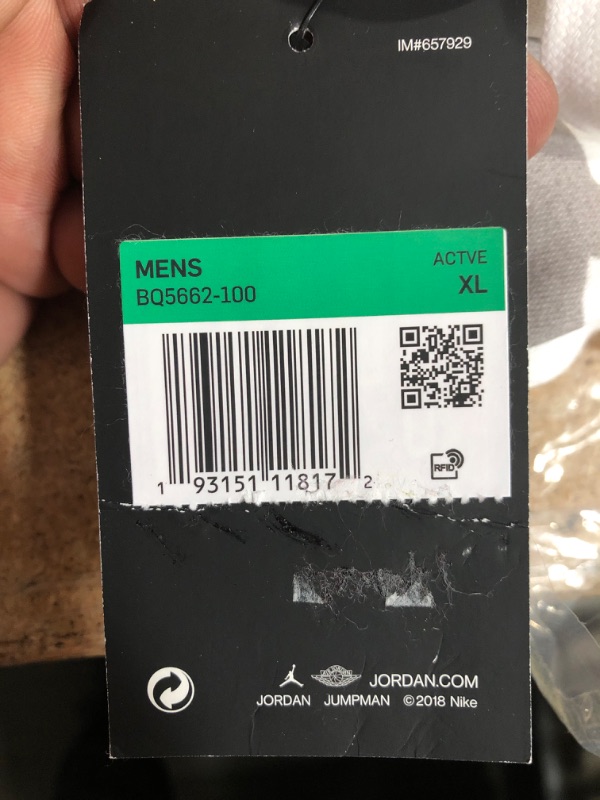 IM#657929
MENS
ACTVE
BQ5662-100
XL
1 93151 11817 2
RFID
JORDAN.COM
JORDAN JUMPMAN ©2018 Nike